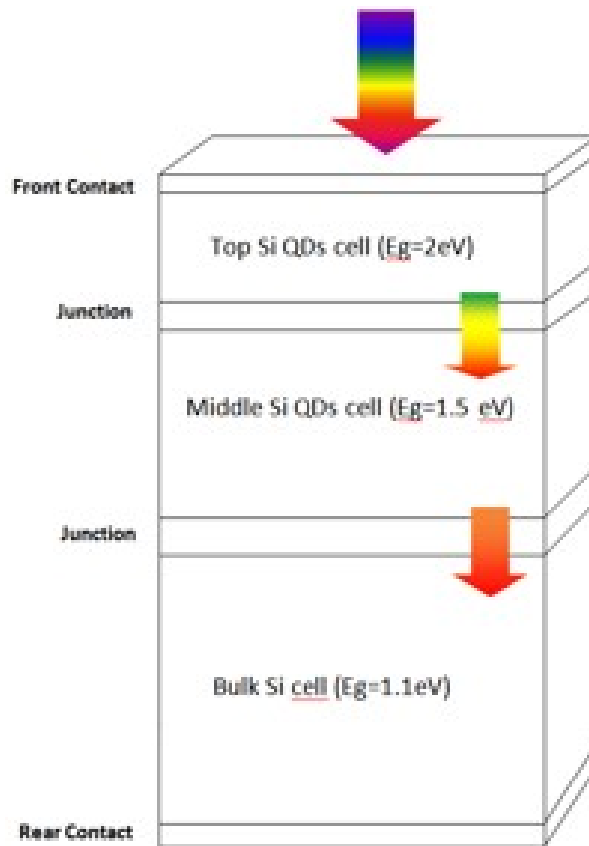 Front Contact
Top Si QDs cell (Eg=2eV)
Junction
Middle Si QDs cell (Eg=1.5 eV)
Junction
Bulk Si cell (Eg=1.1eV)
Rear Contact